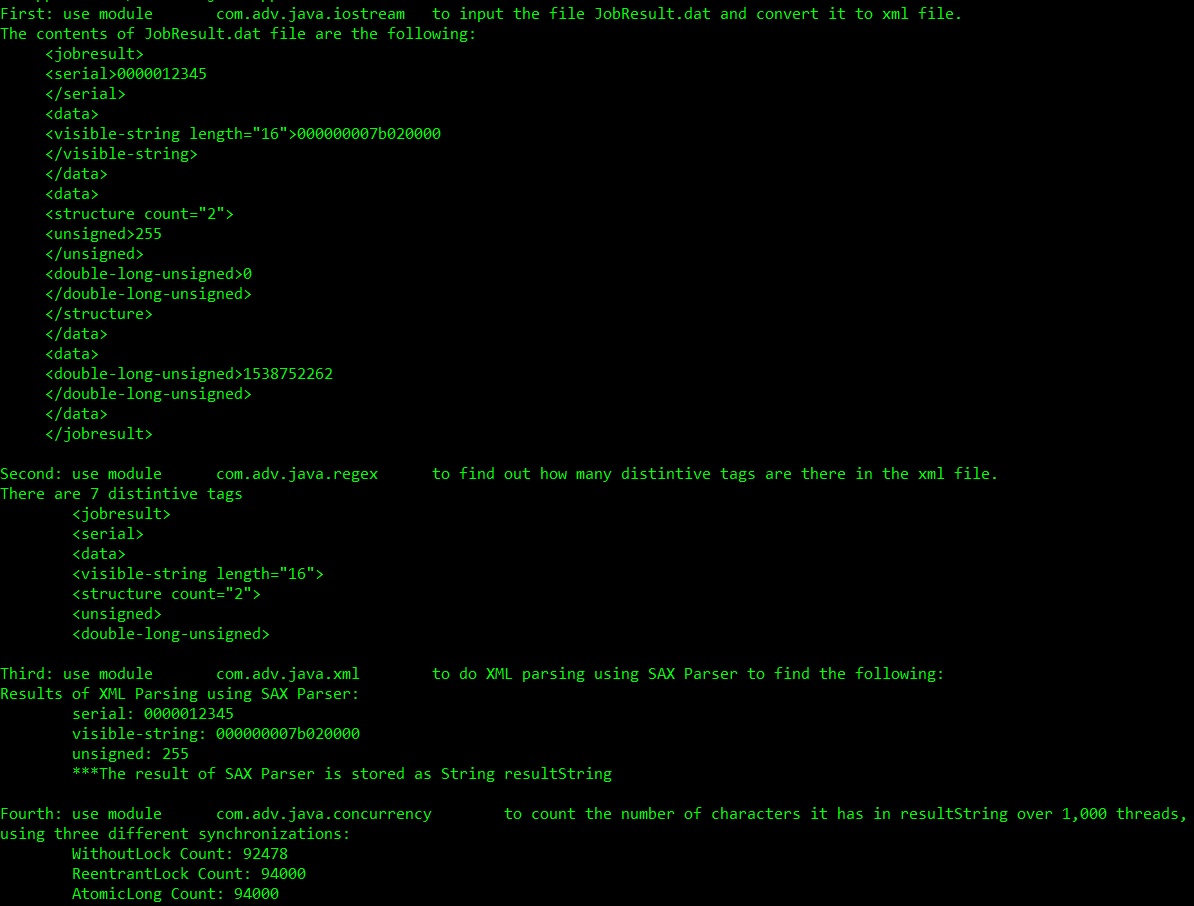 First: use module       com.adv.java.iostream   to input the file JobResult.dat and convert it to xml file.
The contents of JobResult.dat file are the following:
<jobresult>
<serial>0000012345
</serial>
<data>
<visible-string length="16">000000007b020000
</visible-string>
</data>
<data>
<structure count="2">
<unsigned>255
</unsigned>
<double-long-unsigned>0
</double-long-unsigned>
</structure>
</data>
<data>
<double-long-unsigned>1538752262
</double-long-unsigned>
</data>
</jobresult>
Second: use module      com.adv.java.regex      to find out how many distintive tags are there in the xml file.
There are 7 distintive tags
<jobresult>
<serial>
<data>
<visible-string length="16">
<structure count="2">
<unsigned>
<double-long-unsigned>
Third: use module       com.adv.java.xml        to do XML parsing using SAX Parser to find the following:
Results of XML Parsing using SAX Parser:
serial: 0000012345
visible-string: 000000007b020000
unsigned: 255
***The result of SAX Parser is stored as String resultString
Fourth: use module      com.adv.java.concurrency        to count the number of characters it has in resultString over 1,000 threads,
using three different synchronizations:
WithoutLock Count: 92478
ReentrantLock Count: 94000
AtomicLong Count: 94000